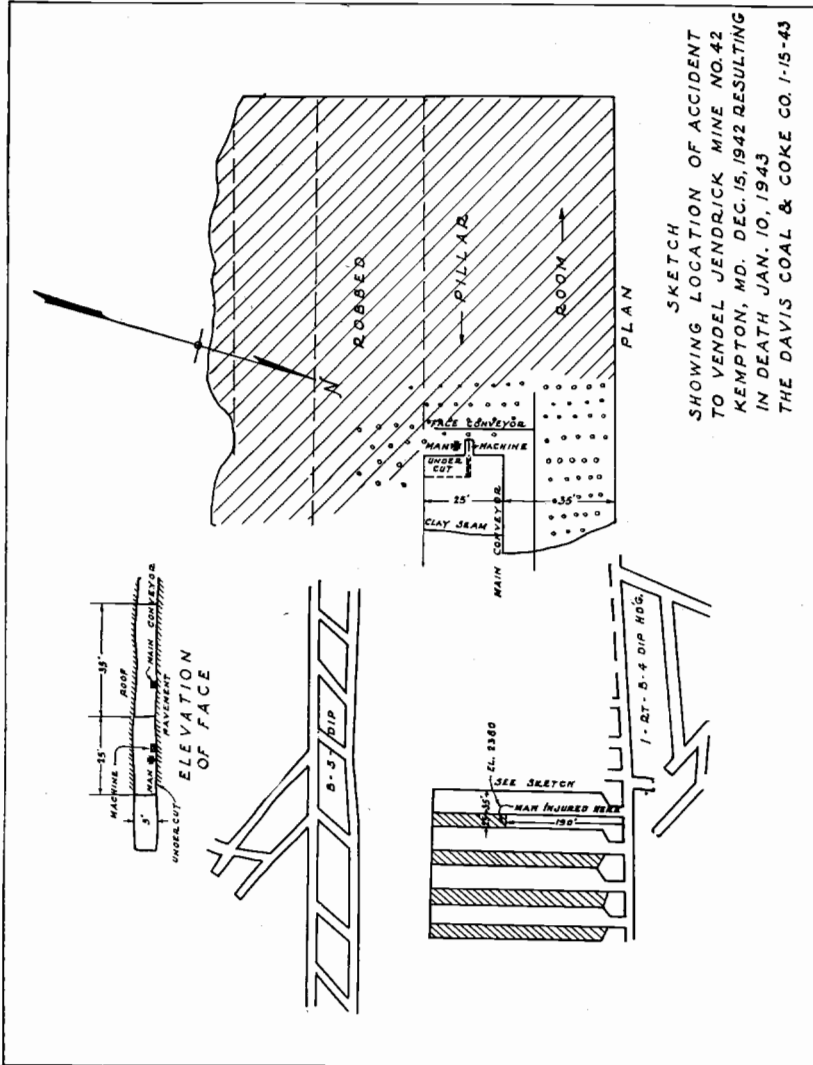 ROBBED
PILLAR
ROOM
N
FACE CONVEYOR
MAN
MACHINE
UNDER
CUT
25'
35'
CLAY SEAM
MAIN CONVEYOR
PLAN
SKETCH
SHOWING LOCATION OF ACCIDENT
TO VENDEL JENDRICK MINE NO. 42
KEMPTON, MD. DEC. 15, 1942 RESULTING
IN DEATH JAN. 10, 1943
THE DAVIS COAL & COKE CO. 1-15-43
MACHINE
25'
35'
ROOF
MAN
MAIN CONVEYOR
PAVEMENT
UNDERCUT
ELEVATION
OF FACE
B-3- DIP
EL. 2380
SEE SKETCH
25'
35'
MAN INJURED HERE
190'
1-RT-B-4 DIP HDG.